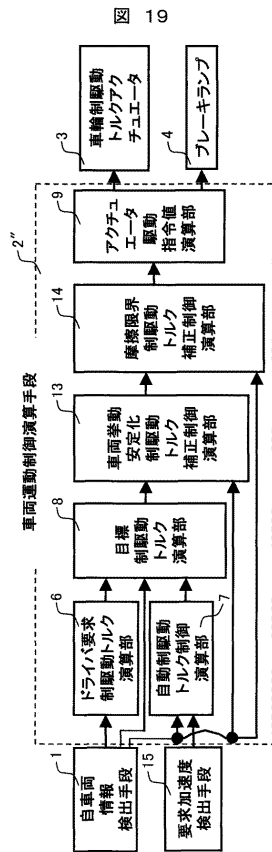 図 19
車両運動制御演算手段
2"
1
自車両
情報
検出手段
15
要求加速度
検出手段
6
ドライバ要求
制駆動トルク
演算部
自動制駆動
トルク制御
演算部
7
8
目標
制駆動
トルク
演算部
13
車両挙動
安定化
制駆動
トルク
補正制御
演算部
14
摩擦限界
制駆動
トルク
補正制御
演算部
9
アクチュ
エータ
駆動
指令値
演算部
3
車輪制駆動
トルクアク
チュエータ
4
ブレーキランプ